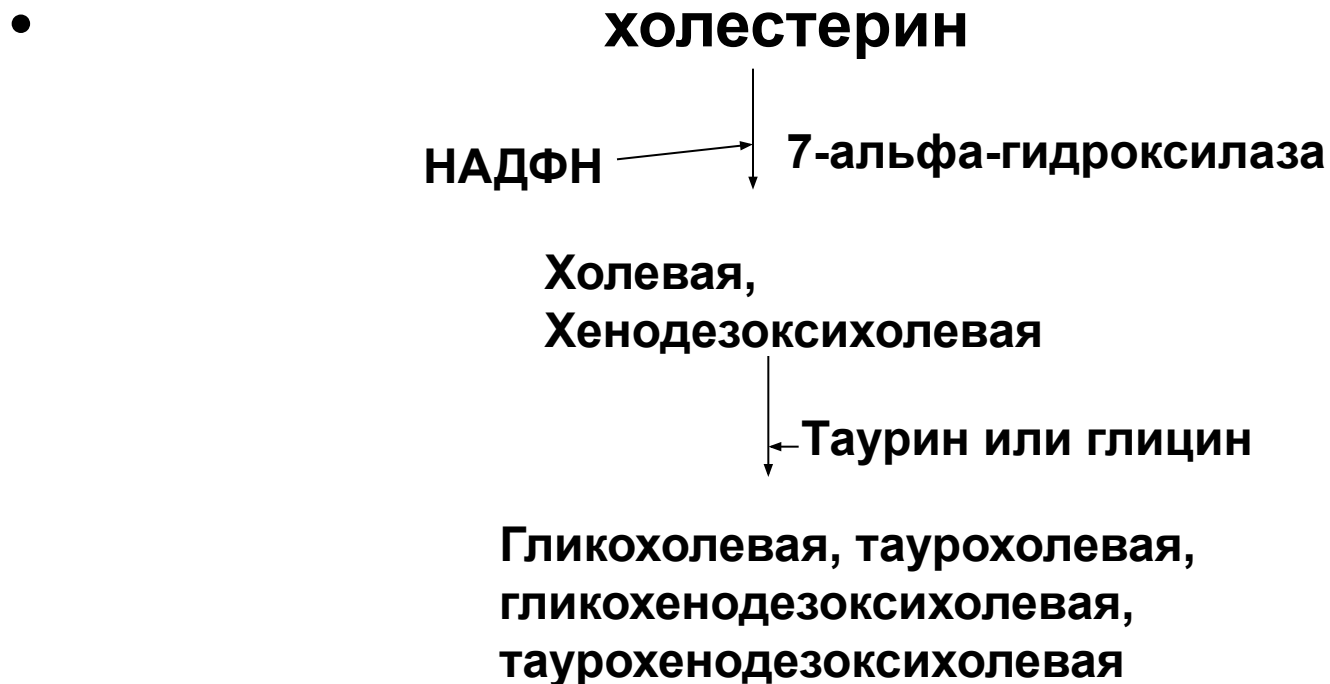 • холестерин
НАДФН
7-альфа-гидроксилаза
Холевая,
Хенодезоксихолевая
Таурин или глицин
Гликохолевая, таурохолевая,
гликохенодезоксихолевая,
таурохенодезоксихолевая